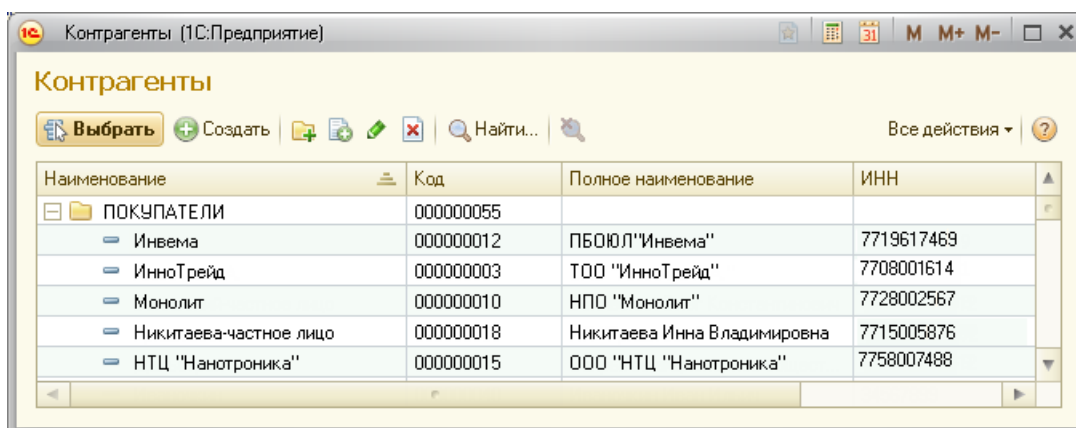 1С Контрагенты (1С:Предприятие) 31 M M+ M-
Контрагенты
Выбрать Создать Найти... Все действия ?
Наименование Код Полное наименование ИНН
ПОКУПАТЕЛИ 000000055
Инвема 000000012 ПБОЮЛ"Инвема" 7719617469
ИнноТрейд 000000003 ТОО "ИнноТрейд" 7708001614
Монолит 000000010 НПО "Монолит" 7728002567
Никитаева-частное лицо 000000018 Никитаева Инна Владимировна 7715005876
НТЦ "Нанотроника" 000000015 ООО "НТЦ "Нанотроника" 7758007488